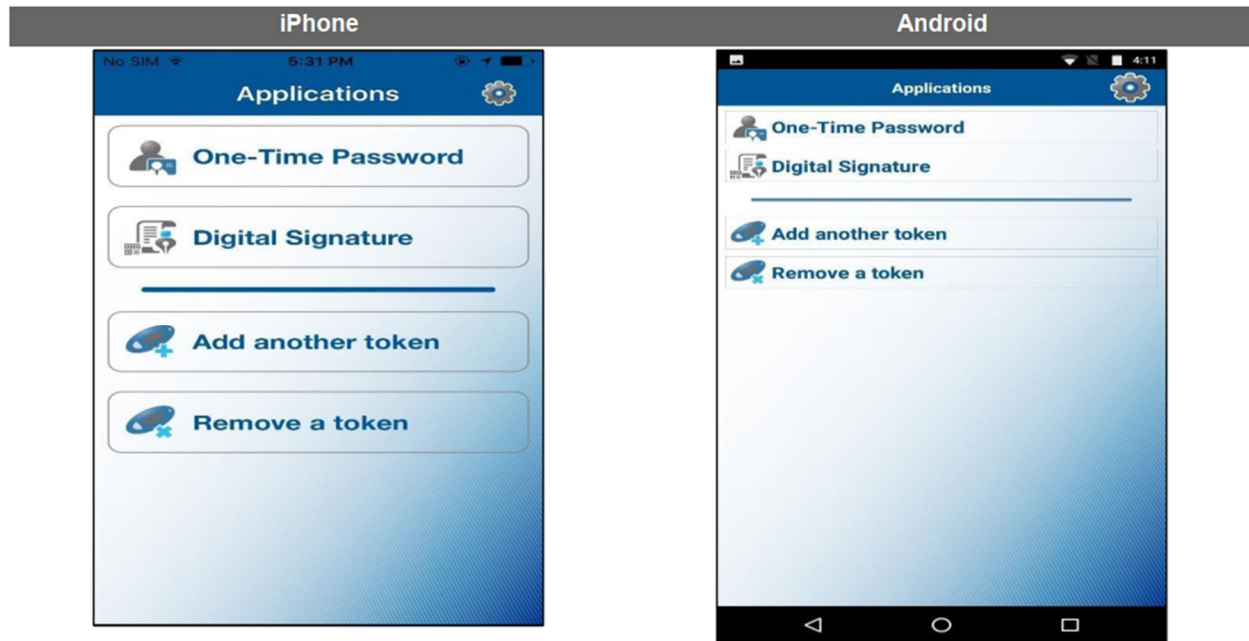 iPhone
Android
No SIM
5:31 PM
Applications
One-Time Password
Digital Signature
Add another token
Remove a token
4:11
Applications
One-Time Password
Digital Signature
Add another token
Remove a token